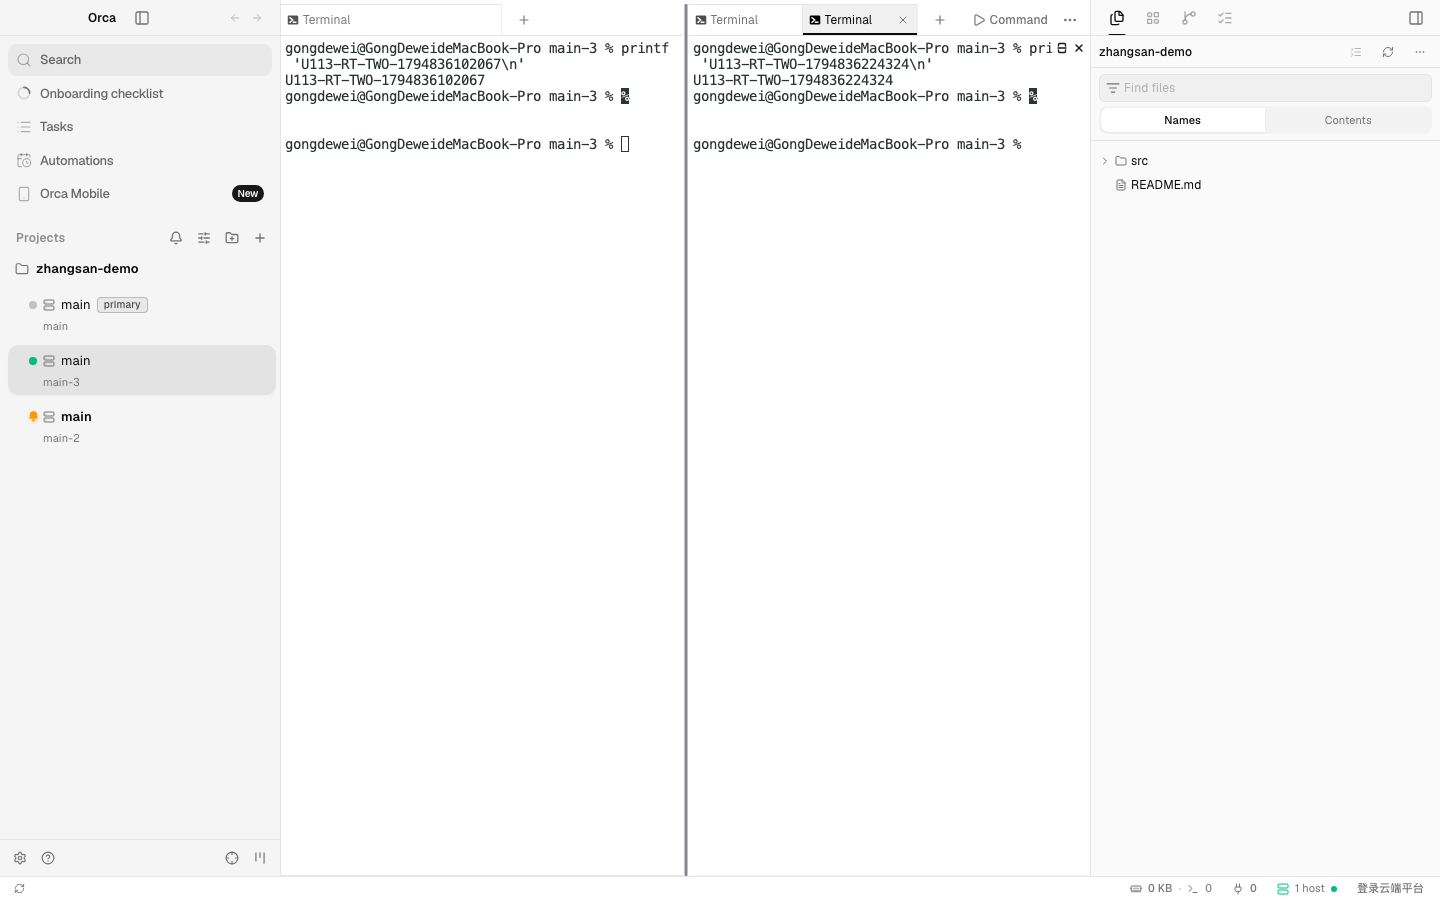 Orca
Search
Onboarding checklist
Tasks
Automations
Orca Mobile
New
Projects
zhangsan-demo
main primary
main
main
main-3
main
main-2
Terminal
gongdewei@GongDeweideMacBook-Pro main-3 % printf
'U113-RT-TWO-1794836102067\n'
U113-RT-TWO-1794836102067
gongdewei@GongDeweideMacBook-Pro main-3 % %
gongdewei@GongDeweideMacBook-Pro main-3 %
Terminal
Terminal
Command
gongdewei@GongDeweideMacBook-Pro main-3 % pri
'U113-RT-TWO-1794836224324\n'
U113-RT-TWO-1794836224324
gongdewei@GongDeweideMacBook-Pro main-3 % %
gongdewei@GongDeweideMacBook-Pro main-3 %
zhangsan-demo
Find files
Names
Contents
src
README.md
0 KB · 0
0
1 host
登录云端平台